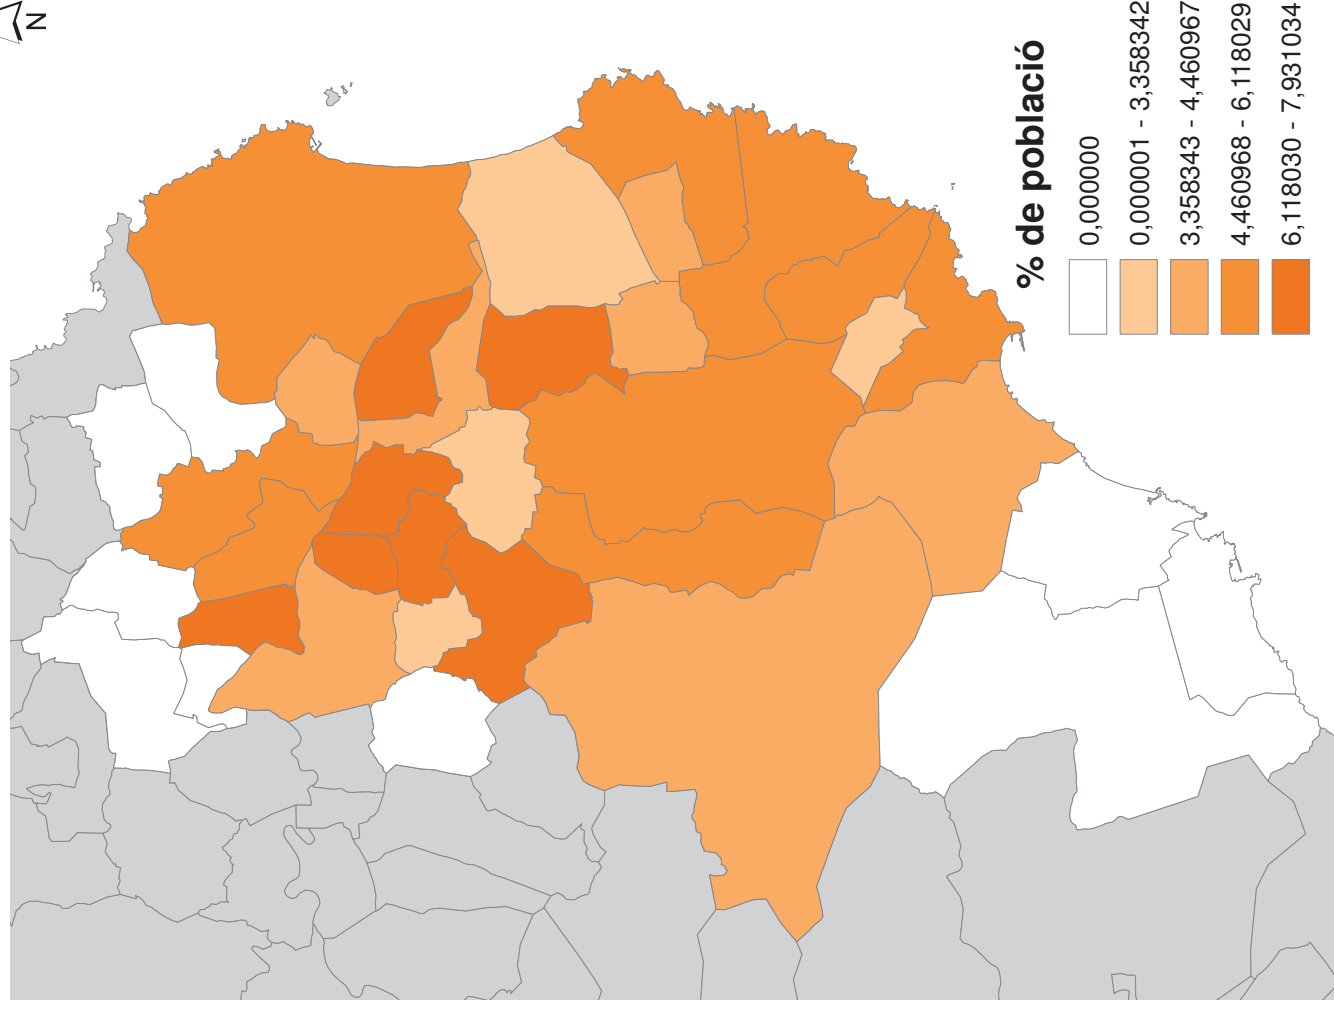 N
% de població
0,000000
0,000001 - 3,358342
3,358343 - 4,460967
4,460968 - 6,118029
6,118030 - 7,931034